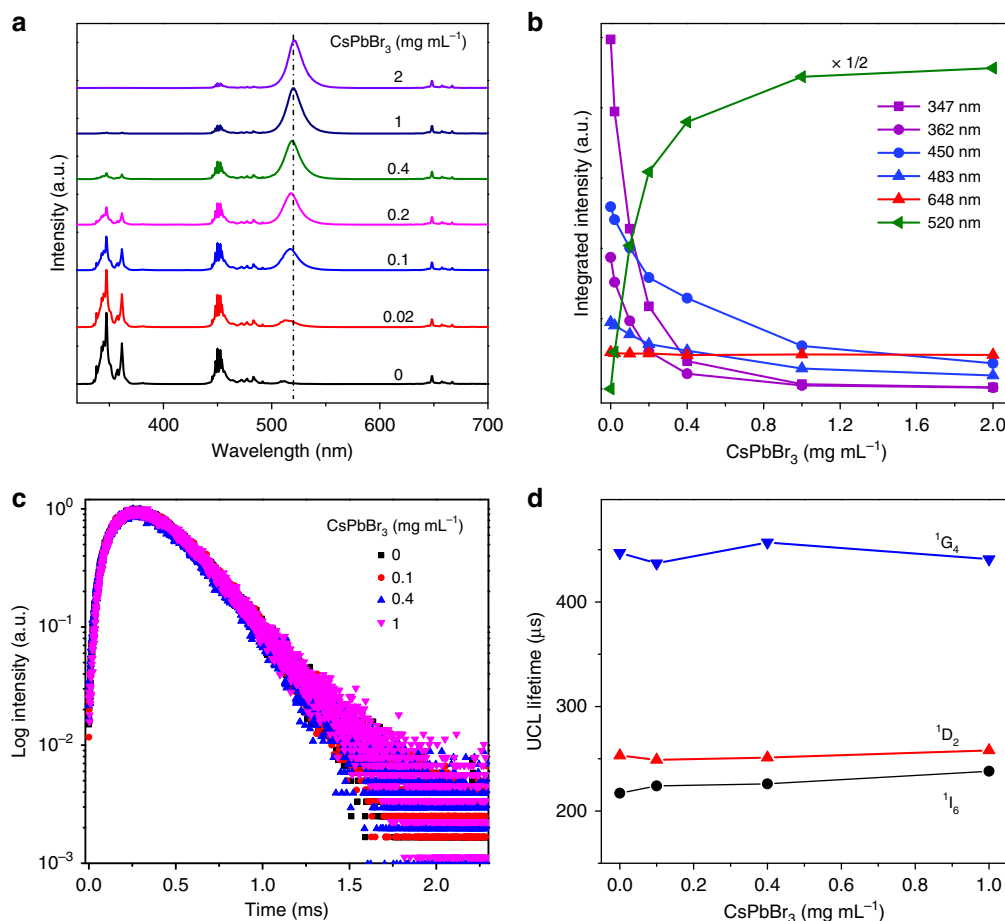 a
CsPbBr₃ (mg mL⁻¹)
2
1
0.4
0.2
0.1
0.02
0
Intensity (a.u.)
400 500 600 700
Wavelength (nm)
b
× 1/2
347 nm
362 nm
450 nm
483 nm
648 nm
520 nm
Integrated intensity (a.u.)
0.0 0.4 0.8 1.2 1.6 2.0
CsPbBr₃ (mg mL⁻¹)
c
CsPbBr₃ (mg mL⁻¹)
0
0.1
0.4
1
Log intensity (a.u.)
10⁰
10⁻¹
10⁻²
10⁻³
0.0 0.5 1.0 1.5 2.0
Time (ms)
d
¹G₄
¹D₂
¹I₆
UCL lifetime (µs)
450
300
200
0.0 0.2 0.4 0.6 0.8 1.0
CsPbBr₃ (mg mL⁻¹)